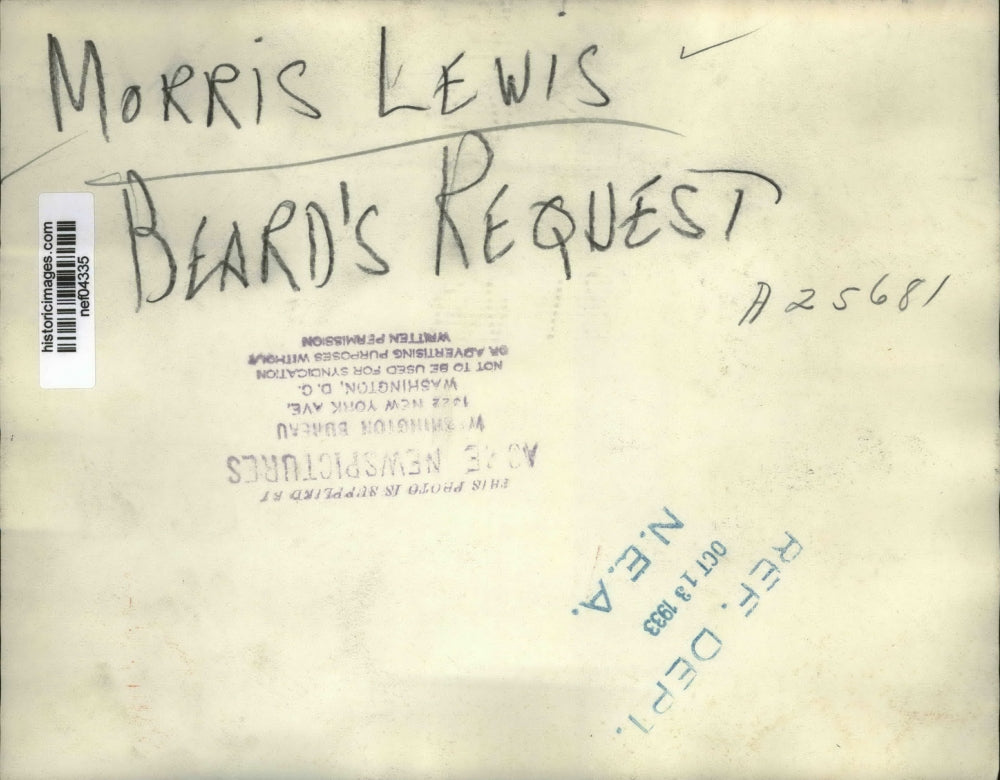 MORRIS LEWIS
BEARD'S REQUEST
A25681
historicimages.com
nef04335
THIS PHOTO IS SUPPLIED BY
ACME NEWSPICTURES
WASHINGTON BUREAU
1322 NEW YORK AVE.
WASHINGTON, D. C.
NOT TO BE USED FOR SYNDICATION
OR ADVERTISING PURPOSES WITHOUT
WRITTEN PERMISSION
REF. DEPT.
OCT 13 1933
N.E.A.